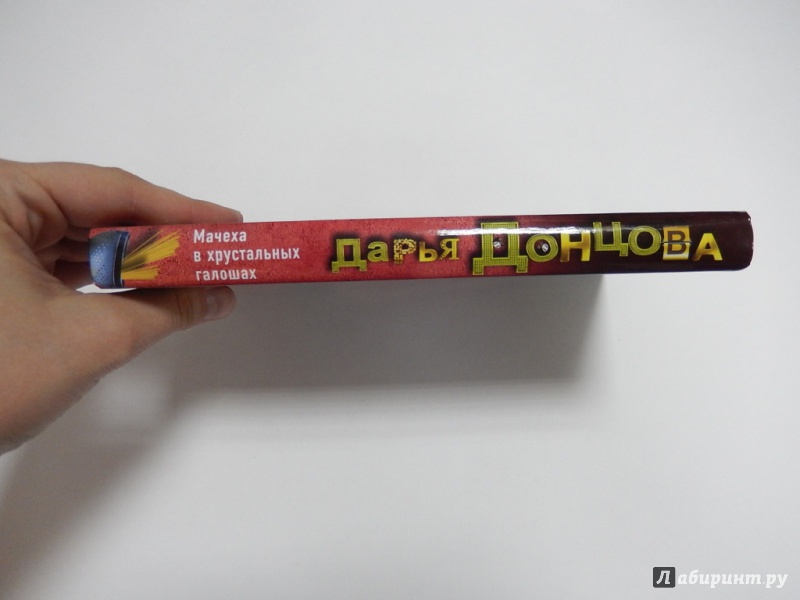 Мачеха
в хрустальных
галошах
Дарья Донцова
Лабиринт.ру